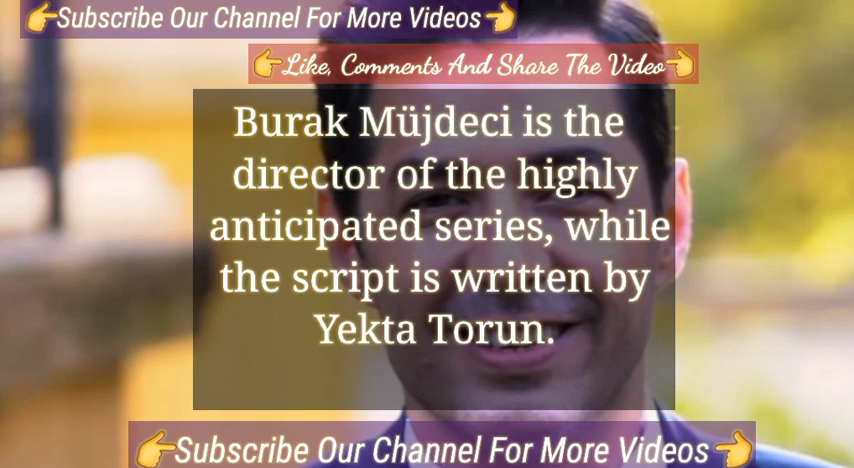 👉Subscribe Our Channel For More Videos👈
👉Like, Comments And Share The Video👈
Burak Müjdeci is the
director of the highly
anticipated series, while
the script is written by
Yekta Torun.
👉Subscribe Our Channel For More Videos👈